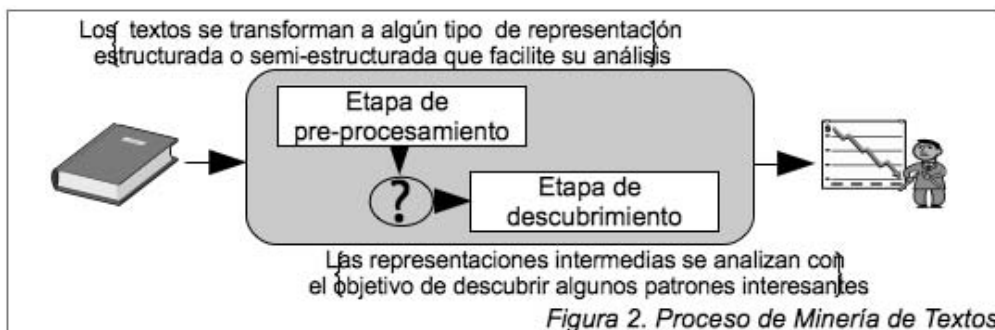 Los textos se transforman a algún tipo de representación
estructurada o semi-estructurada que facilite su análisis
Etapa de
pre-procesamiento
?
Etapa de
descubrimiento
Las representaciones intermedias se analizan con
el objetivo de descubrir algunos patrones interesantes
Figura 2. Proceso de Minería de Textos